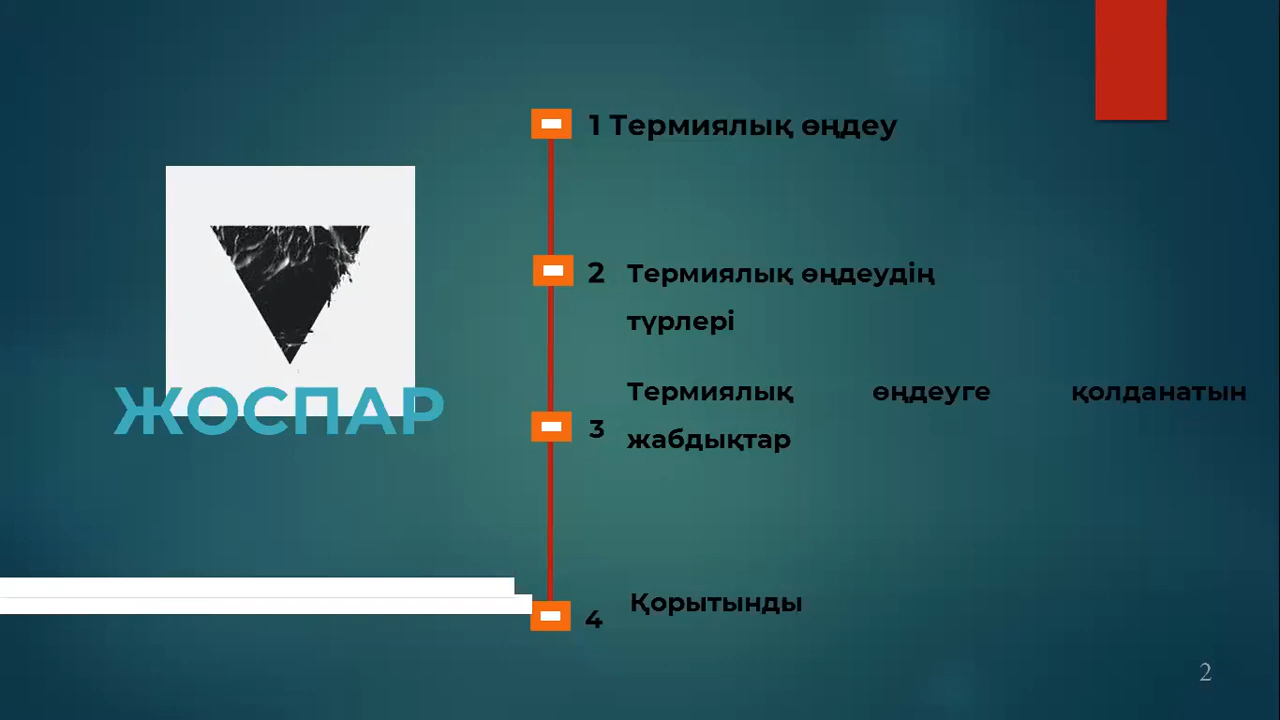 ЖОСПАР
1 Термиялық өңдеу
2 Термиялық өңдеудің
түрлері
Термиялық өңдеуге қолданатын
3 жабдықтар
4 Қорытынды
2